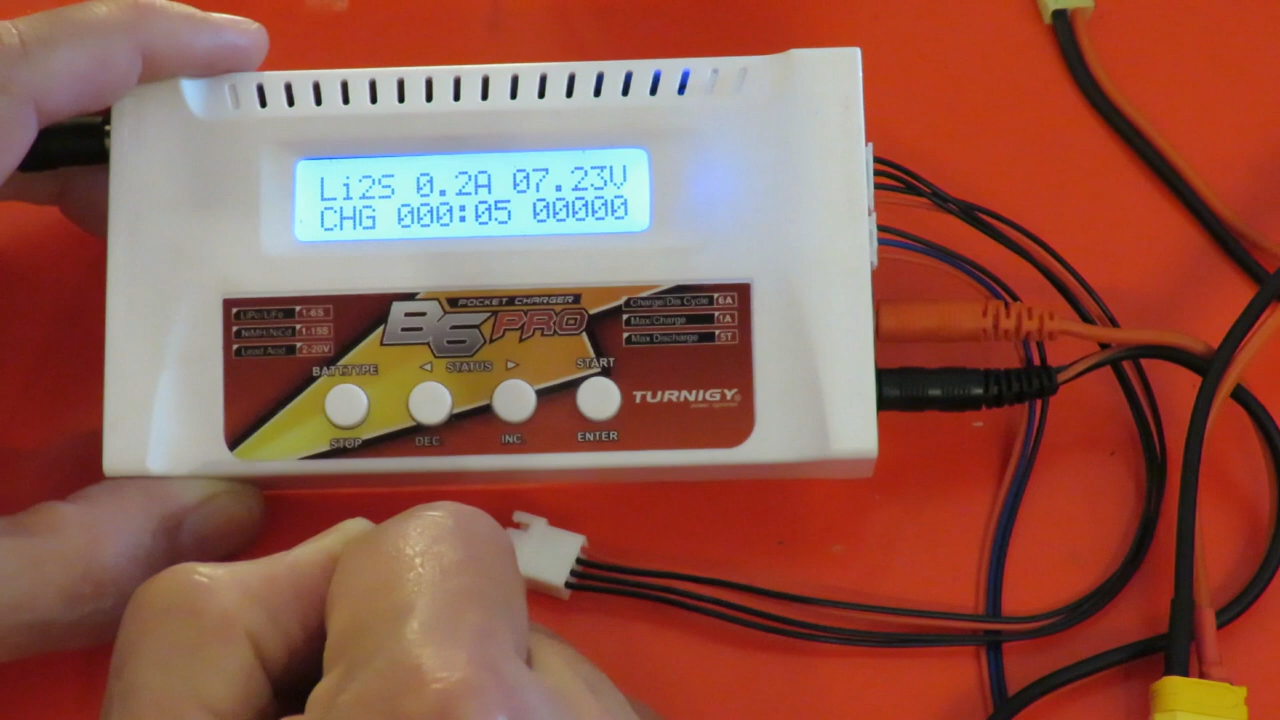 Li2S 0.2A 07.23V
CHG 000:05 00000
POCKET CHARGER
B6 PRO
LiPo/LiFe 1-6S
NiMH/NiCd 1-15S
Lead Acid 2-20V
Charge/Dis Cycle 6A
Max/Charge 1A
Max Discharge 5T
BATT.TYPE
STATUS
START
STOP
DEC
INC
ENTER
TURNIGY